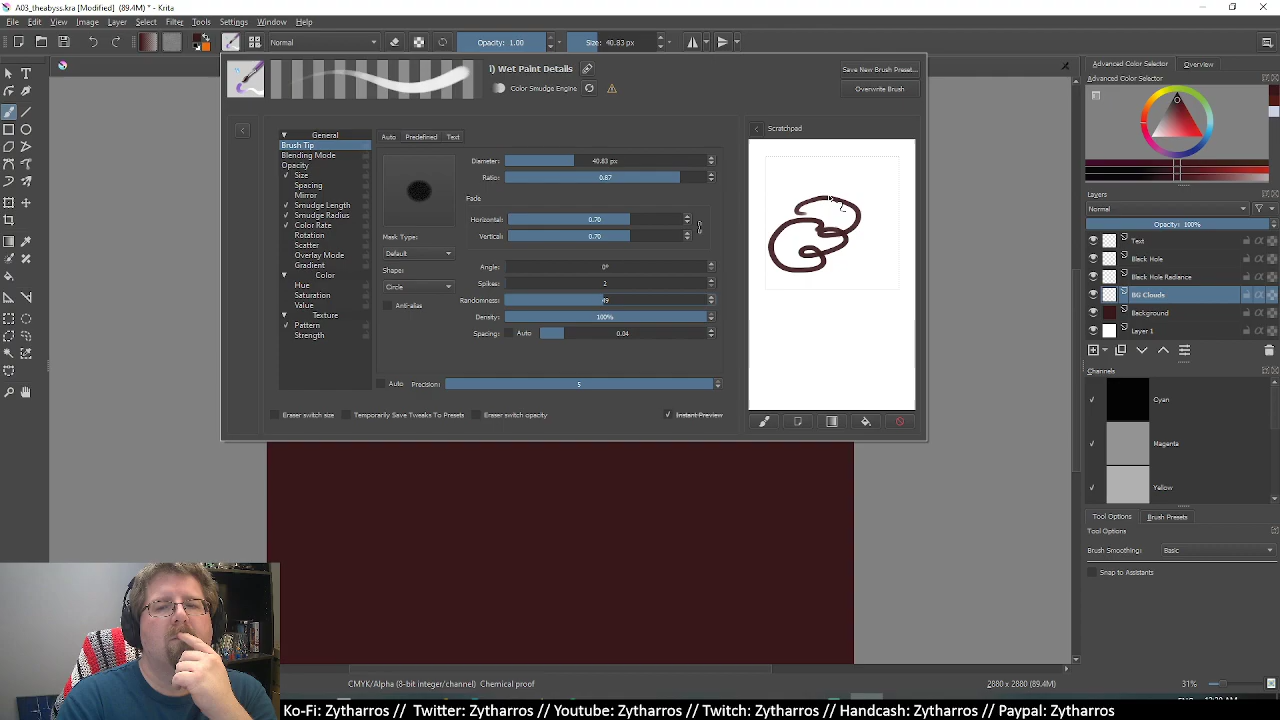 A03_theabyss.kra [Modified] (89.4M) * - Krita
File Edit View Image Layer Select Filter Tools Settings Window Help
Normal Opacity: 1.00 Size: 40.83 px
l) Wet Paint Details
Color Smudge Engine
Save New Brush Preset...
Overwrite Brush
General
Brush Tip
Blending Mode
Opacity
Size
Spacing
Mirror
Smudge Length
Smudge Radius
Color Rate
Rotation
Scatter
Overlay Mode
Gradient
Color
Hue
Saturation
Value
Texture
Pattern
Strength
Auto Predefined Text
Diameter: 40.83 px
Ratio: 0.87
Fade
Horizontal: 0.70
Vertical: 0.70
Mask Type:
Default
Shape:
Circle
Anti-alias
Angle: 0°
Spikes: 2
Randomness: 49
Density: 100%
Spacing: Auto 0.04
Auto Precision: 5
Eraser switch size Temporarily Save Tweaks To Presets Eraser switch opacity Instant Preview
Scratchpad
Advanced Color Selector Overview
Advanced Color Selector
Layers
Normal
Opacity: 100%
Text
Black Hole
Black Hole Radiance
BG Clouds
Background
Layer 1
Channels
Cyan
Magenta
Yellow
Tool Options Brush Presets
Tool Options
Brush Smoothing: Basic
Snap to Assistants
CMYK/Alpha (8-bit integer/channel) Chemical proof 2880 x 2880 (89.4M) 31%
Ko-Fi: Zytharros // Twitter: Zytharros // Youtube: Zytharros // Twitch: Zytharros // Handcash: Zytharros // Paypal: Zytharros